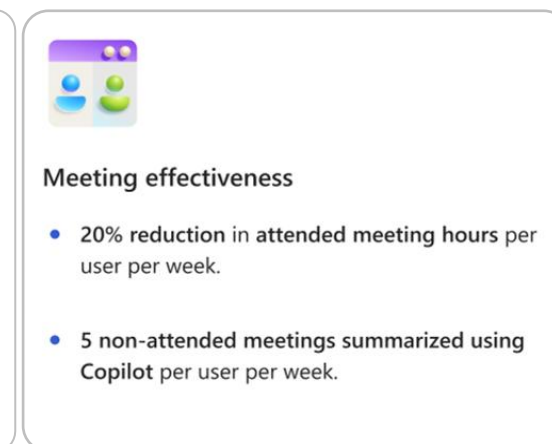 Meeting effectiveness
20% reduction in attended meeting hours per
user per week.
5 non-attended meetings summarized using
Copilot per user per week.